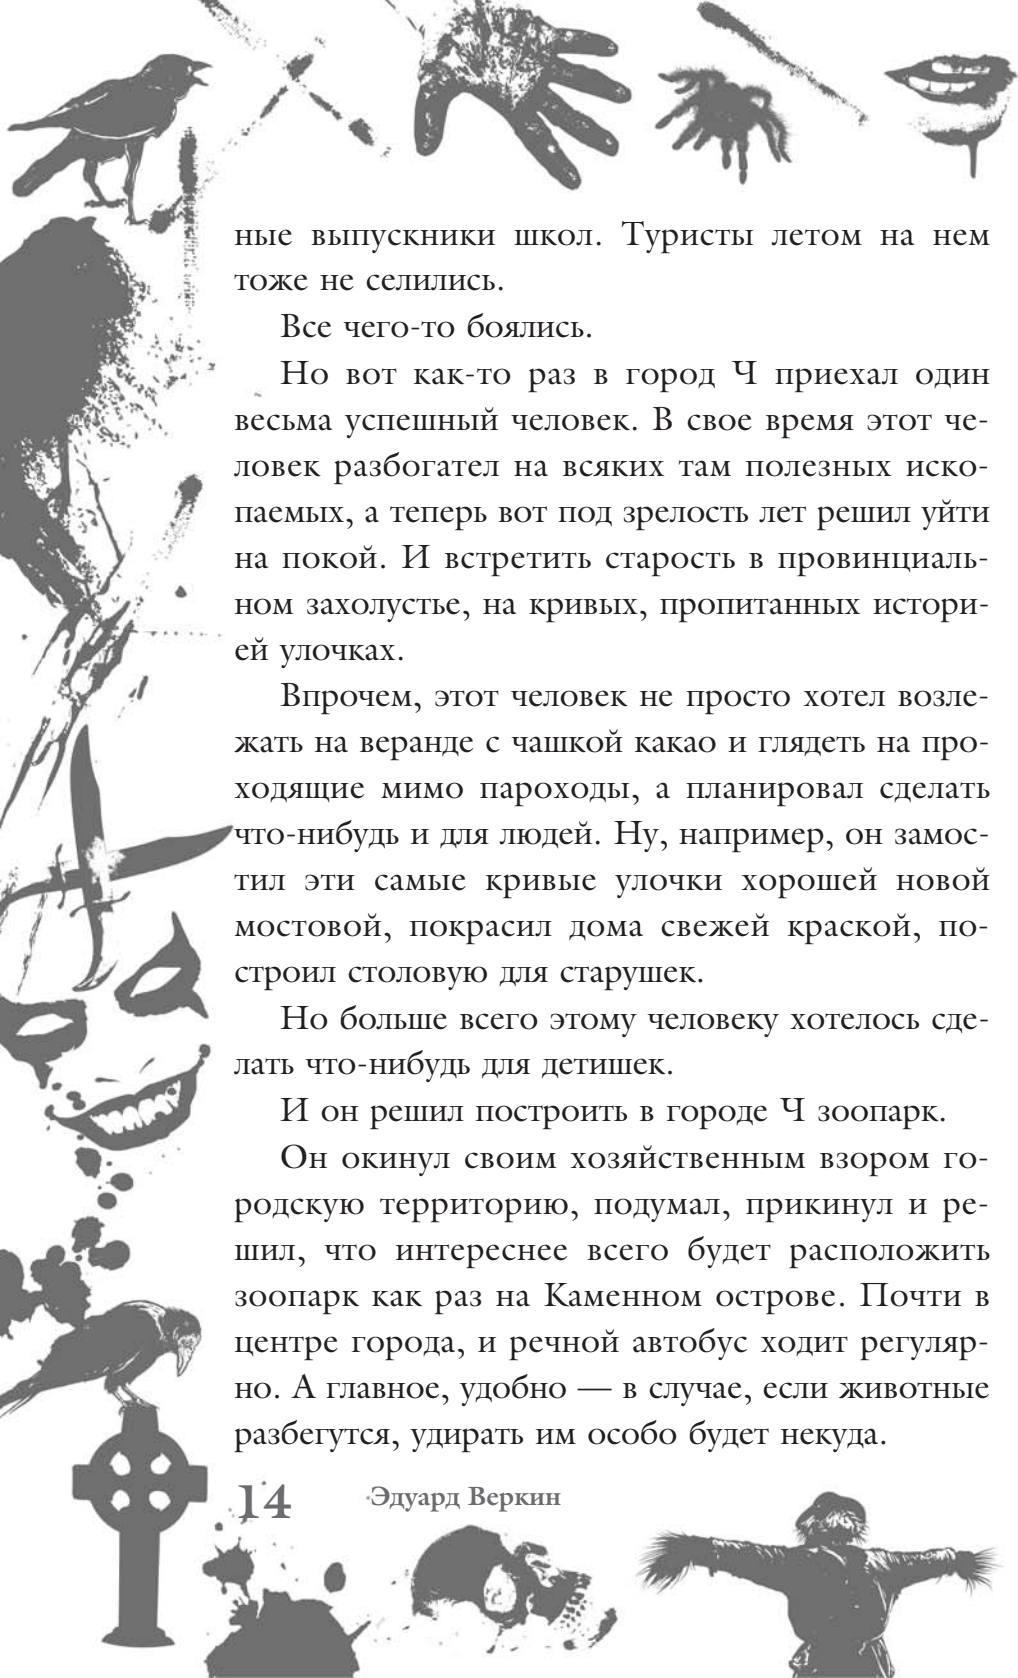 ные выпускники школ. Туристы летом на нем
тоже не селились.
Все чего-то боялись.
Но вот как-то раз в город Ч приехал один
весьма успешный человек. В свое время этот че-
ловек разбогател на всяких там полезных иско-
паемых, а теперь вот под зрелость лет решил уйти
на покой. И встретить старость в провинциаль-
ном захолустье, на кривых, пропитанных истори-
ей улочках.
Впрочем, этот человек не просто хотел возле-
жать на веранде с чашкой какао и глядеть на про-
ходящие мимо пароходы, а планировал сделать
что-нибудь и для людей. Ну, например, он замос-
тил эти самые кривые улочки хорошей новой
мостовой, покрасил дома свежей краской, по-
строил столовую для старушек.
Но больше всего этому человеку хотелось сде-
лать что-нибудь для детишек.
И он решил построить в городе Ч зоопарк.
Он окинул своим хозяйственным взором го-
родскую территорию, подумал, прикинул и ре-
шил, что интереснее всего будет расположить
зоопарк как раз на Каменном острове. Почти в
центре города, и речной автобус ходит регуляр-
но. А главное, удобно — в случае, если животные
разбегутся, удирать им особо будет некуда.
14 Эдуард Веркин